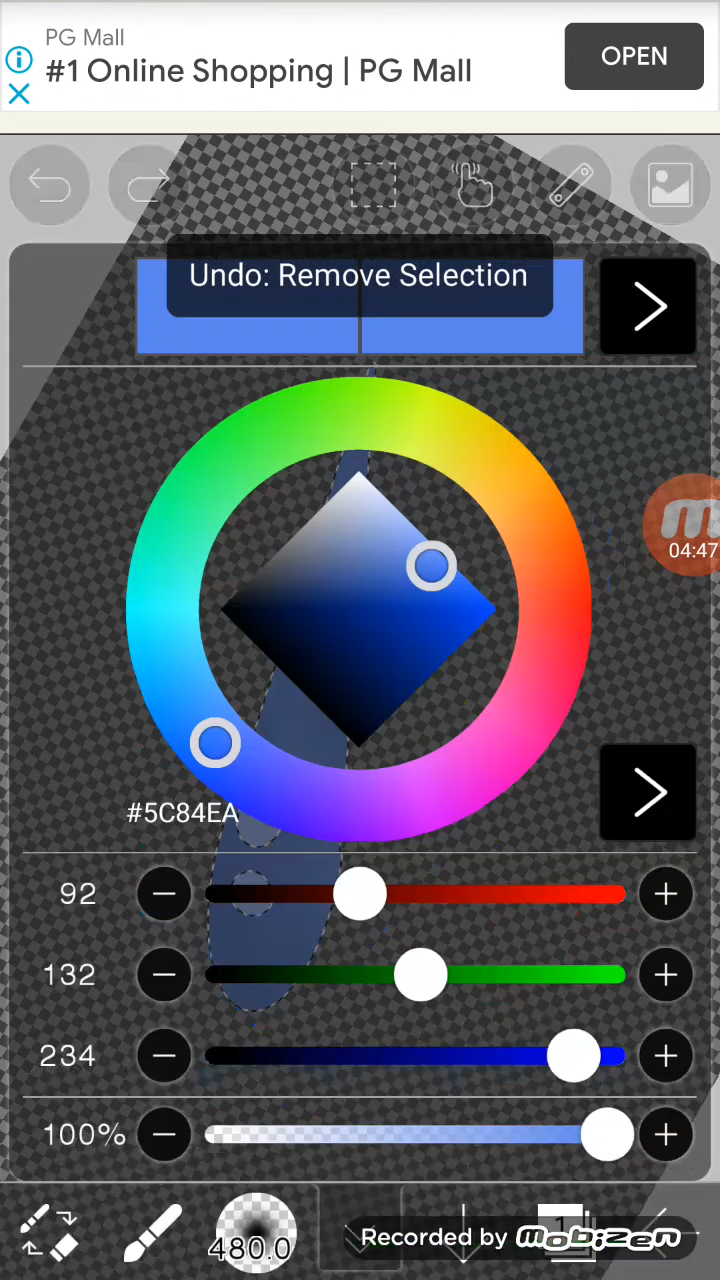 PG Mall
#1 Online Shopping | PG Mall
OPEN
Undo: Remove Selection
04:47
#5C84EA
92
132
234
100%
480.0
1
Recorded by mobizen